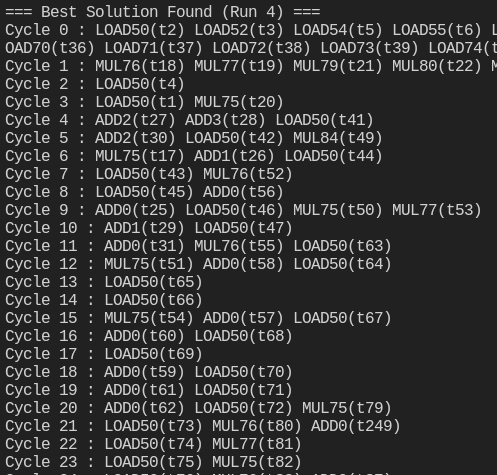 === Best Solution Found (Run 4) ===
Cycle 0 : LOAD50(t2) LOAD52(t3) LOAD54(t5) LOAD55(t6) L
OAD70(t36) LOAD71(t37) LOAD72(t38) LOAD73(t39) LOAD74(t
Cycle 1 : MUL76(t18) MUL77(t19) MUL79(t21) MUL80(t22) M
Cycle 2 : LOAD50(t4)
Cycle 3 : LOAD50(t1) MUL75(t20)
Cycle 4 : ADD2(t27) ADD3(t28) LOAD50(t41)
Cycle 5 : ADD2(t30) LOAD50(t42) MUL84(t49)
Cycle 6 : MUL75(t17) ADD1(t26) LOAD50(t44)
Cycle 7 : LOAD50(t43) MUL76(t52)
Cycle 8 : LOAD50(t45) ADD0(t56)
Cycle 9 : ADD0(t25) LOAD50(t46) MUL75(t50) MUL77(t53)
Cycle 10 : ADD1(t29) LOAD50(t47)
Cycle 11 : ADD0(t31) MUL76(t55) LOAD50(t63)
Cycle 12 : MUL75(t51) ADD0(t58) LOAD50(t64)
Cycle 13 : LOAD50(t65)
Cycle 14 : LOAD50(t66)
Cycle 15 : MUL75(t54) ADD0(t57) LOAD50(t67)
Cycle 16 : ADD0(t60) LOAD50(t68)
Cycle 17 : LOAD50(t69)
Cycle 18 : ADD0(t59) LOAD50(t70)
Cycle 19 : ADD0(t61) LOAD50(t71)
Cycle 20 : ADD0(t62) LOAD50(t72) MUL75(t79)
Cycle 21 : LOAD50(t73) MUL76(t80) ADD0(t249)
Cycle 22 : LOAD50(t74) MUL77(t81)
Cycle 23 : LOAD50(t75) MUL75(t82)